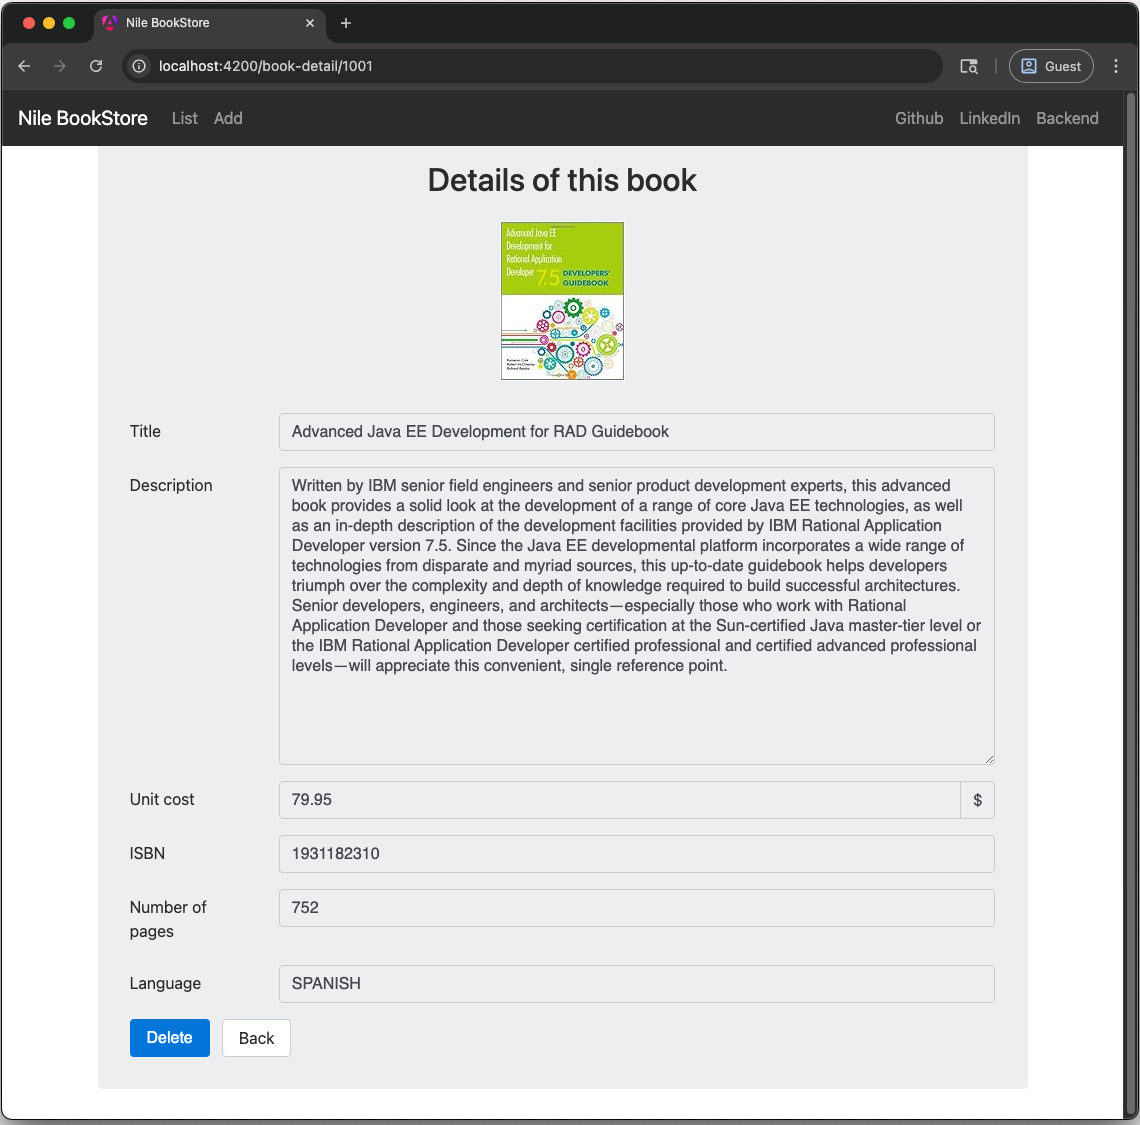 Nile BookStore
localhost:4200/book-detail/1001
Guest
Nile BookStore List Add Github LinkedIn Backend
Details of this book
Advanced Java EE
Development for
Rational Application
Developer 7.5 DEVELOPERS'
GUIDEBOOK
Title
Advanced Java EE Development for RAD Guidebook
Description
Written by IBM senior field engineers and senior product development experts, this advanced
book provides a solid look at the development of a range of core Java EE technologies, as well
as an in-depth description of the development facilities provided by IBM Rational Application
Developer version 7.5. Since the Java EE developmental platform incorporates a wide range of
technologies from disparate and myriad sources, this up-to-date guidebook helps developers
triumph over the complexity and depth of knowledge required to build successful architectures.
Senior developers, engineers, and architects—especially those who work with Rational
Application Developer and those seeking certification at the Sun-certified Java master-tier level or
the IBM Rational Application Developer certified professional and certified advanced professional
levels—will appreciate this convenient, single reference point.
Unit cost
79.95 $
ISBN
1931182310
Number of
pages
752
Language
SPANISH
Delete Back